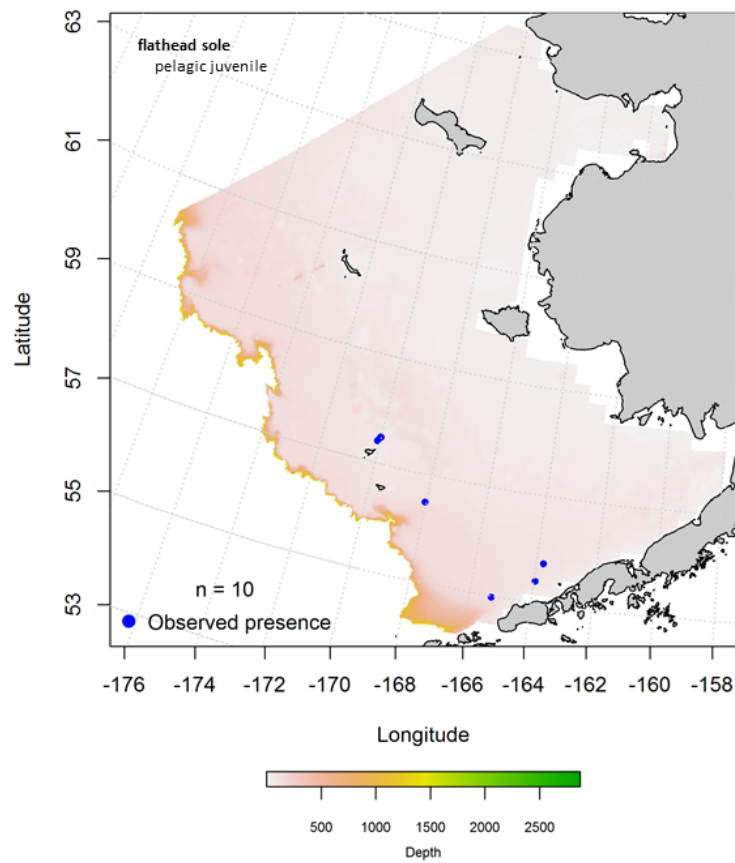 flathead sole
pelagic juvenile
63
61
59
57
55
53
Latitude
n = 10
Observed presence
-176 -174 -172 -170 -168 -166 -164 -162 -160 -158
Longitude
500 1000 1500 2000 2500
Depth